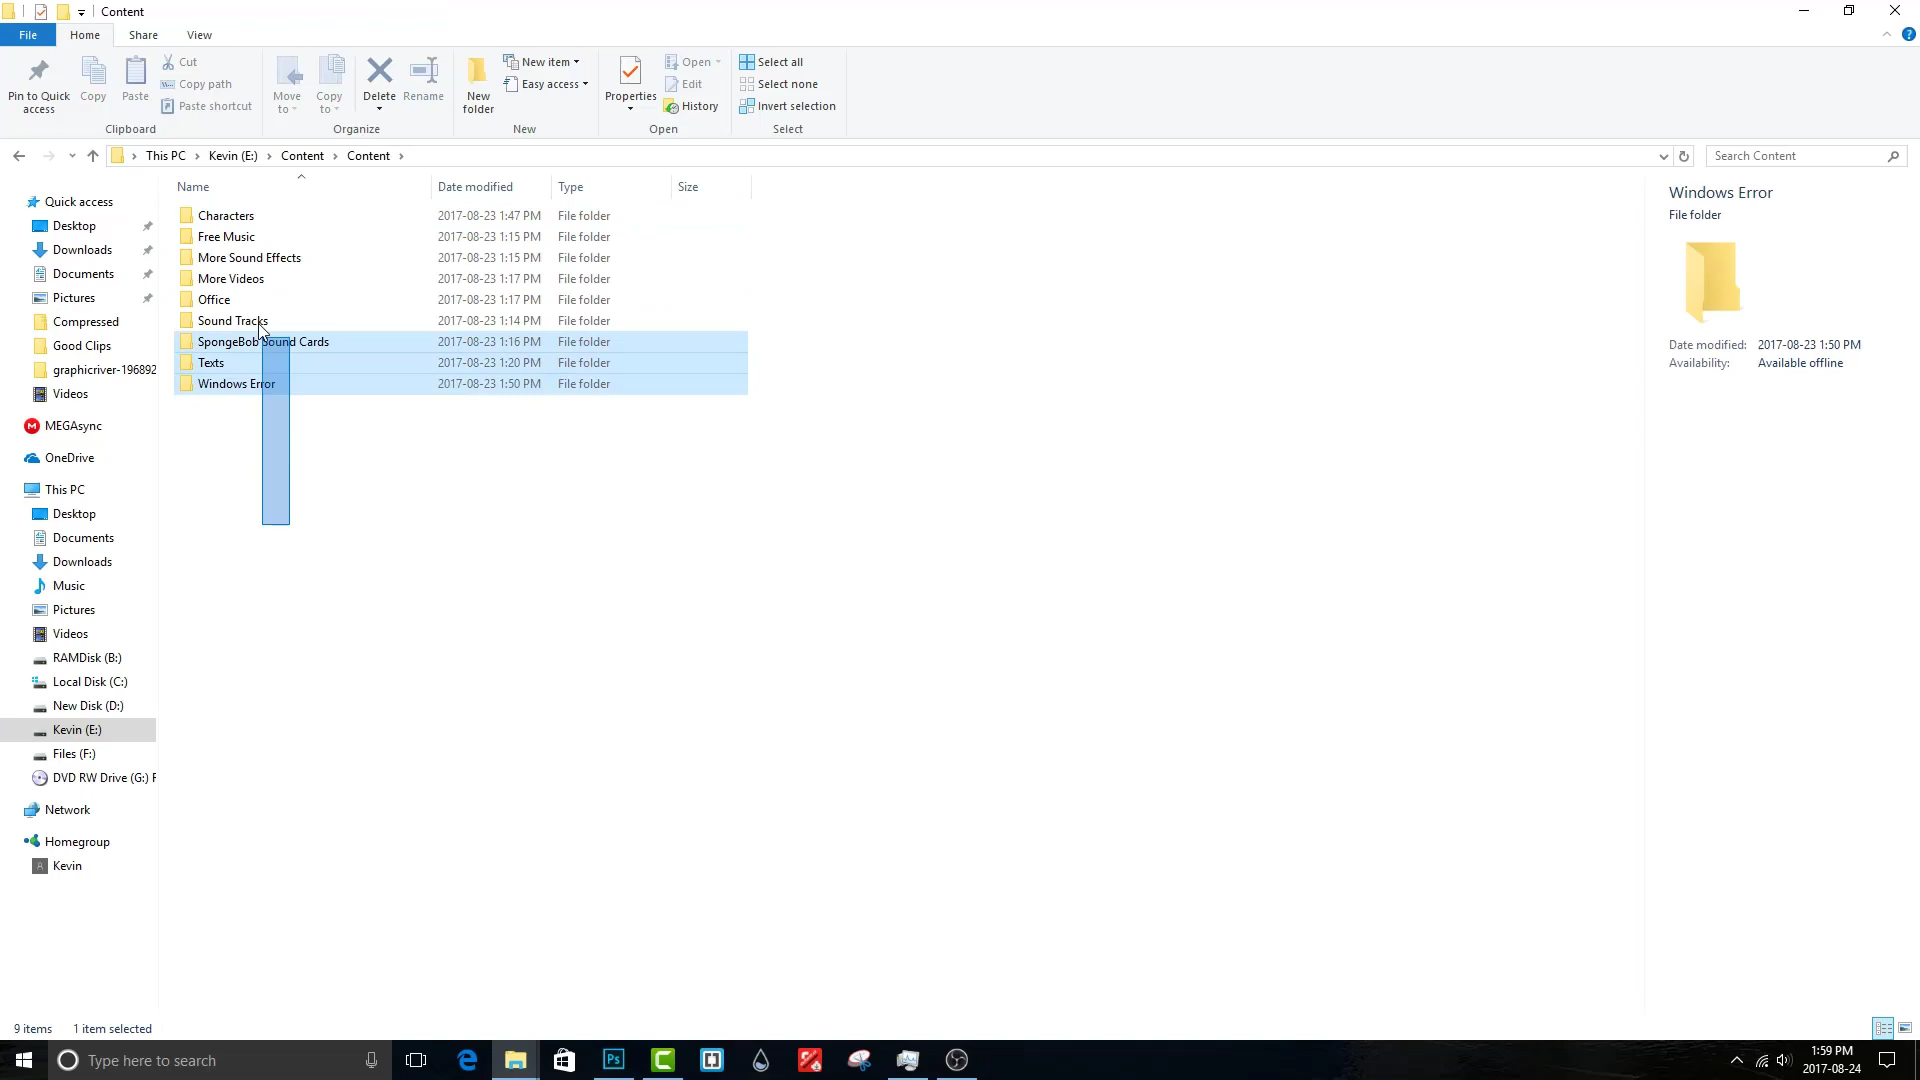 Content
File
Home
Share
View
Pin to Quick access
Copy
Paste
Cut
Copy path
Paste shortcut
Clipboard
Move to
Copy to
Delete
Rename
Organize
New folder
New item
Easy access
New
Properties
Open
Edit
History
Open
Select all
Select none
Invert selection
Select
This PC
Kevin (E:)
Content
Content
Search Content
Name
Date modified
Type
Size
Characters 2017-08-23 1:47 PM File folder
Free Music 2017-08-23 1:15 PM File folder
More Sound Effects 2017-08-23 1:15 PM File folder
More Videos 2017-08-23 1:17 PM File folder
Office 2017-08-23 1:17 PM File folder
Sound Tracks 2017-08-23 1:14 PM File folder
SpongeBob Sound Cards 2017-08-23 1:16 PM File folder
Texts 2017-08-23 1:20 PM File folder
Windows Error 2017-08-23 1:50 PM File folder
Quick access
Desktop
Downloads
Documents
Pictures
Compressed
Good Clips
graphicriver-196892
Videos
MEGAsync
OneDrive
This PC
Desktop
Documents
Downloads
Music
Pictures
Videos
RAMDisk (B:)
Local Disk (C:)
New Disk (D:)
Kevin (E:)
Files (F:)
DVD RW Drive (G:) F
Network
Homegroup
Kevin
Windows Error
File folder
Date modified: 2017-08-23 1:50 PM
Availability: Available offline
9 items
1 item selected
Type here to search
Ps
1:59 PM
2017-08-24